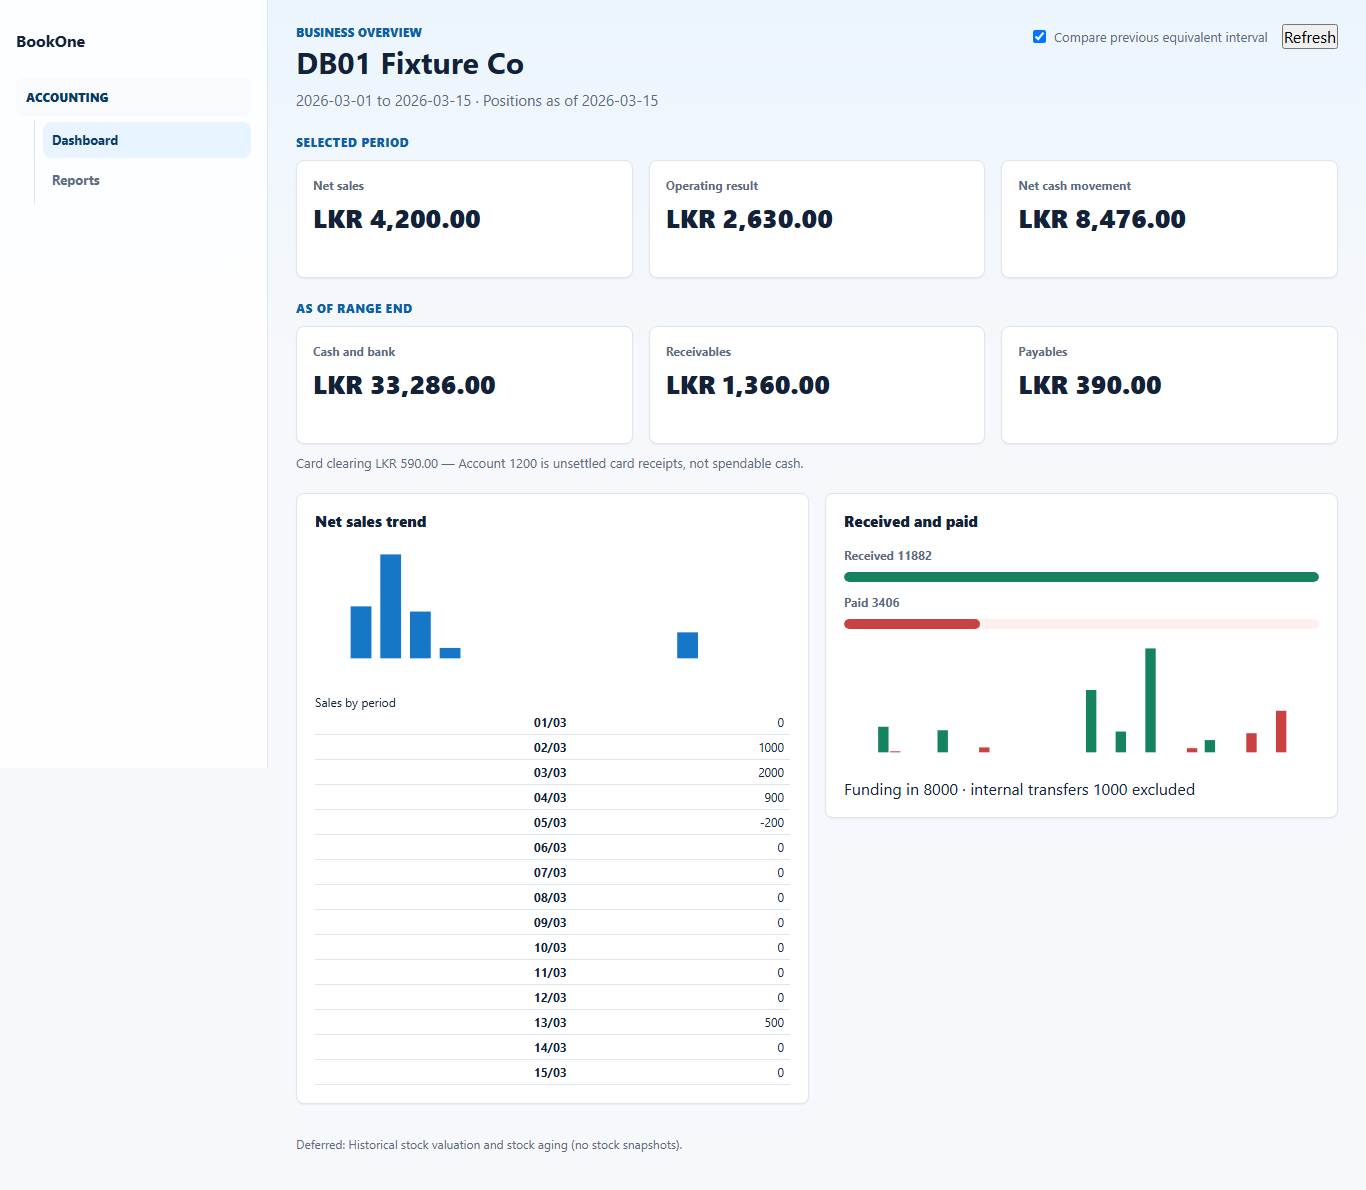 BookOne
ACCOUNTING
Dashboard
Reports
BUSINESS OVERVIEW
DB01 Fixture Co
2026-03-01 to 2026-03-15 · Positions as of 2026-03-15
Compare previous equivalent interval
Refresh
SELECTED PERIOD
Net sales
LKR 4,200.00
Operating result
LKR 2,630.00
Net cash movement
LKR 8,476.00
AS OF RANGE END
Cash and bank
LKR 33,286.00
Receivables
LKR 1,360.00
Payables
LKR 390.00
Card clearing LKR 590.00 — Account 1200 is unsettled card receipts, not spendable cash.
Net sales trend
Sales by period
01/03 0
02/03 1000
03/03 2000
04/03 900
05/03 -200
06/03 0
07/03 0
08/03 0
09/03 0
10/03 0
11/03 0
12/03 0
13/03 500
14/03 0
15/03 0
Received and paid
Received 11882
Paid 3406
Funding in 8000 · internal transfers 1000 excluded
Deferred: Historical stock valuation and stock aging (no stock snapshots).